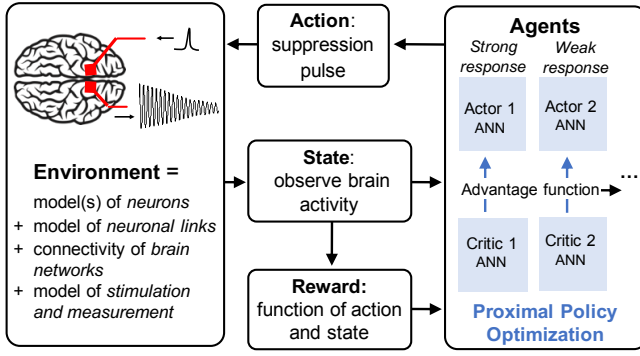 Environment =
model(s) of neurons
+ model of neuronal links
+ connectivity of brain
networks
+ model of stimulation
and measurement
Action:
suppression
pulse
State:
observe brain
activity
Reward:
function of action
and state
Agents
Strong
response
Weak
response
Actor 1
ANN
Actor 2
ANN
Advantage function
...
Critic 1
ANN
Critic 2
ANN
Proximal Policy
Optimization